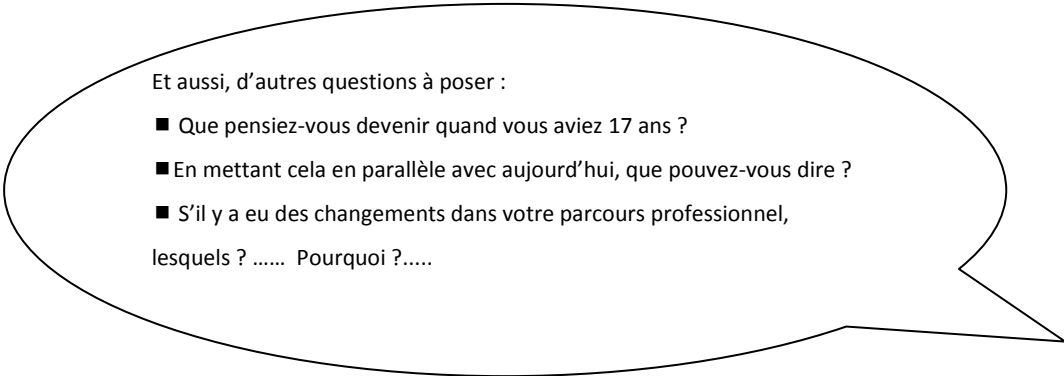 Et aussi, d’autres questions à poser :
■ Que pensiez-vous devenir quand vous aviez 17 ans ?
■En mettant cela en parallèle avec aujourd’hui, que pouvez-vous dire ?
■ S’il y a eu des changements dans votre parcours professionnel,
lesquels ? …… Pourquoi ?.....